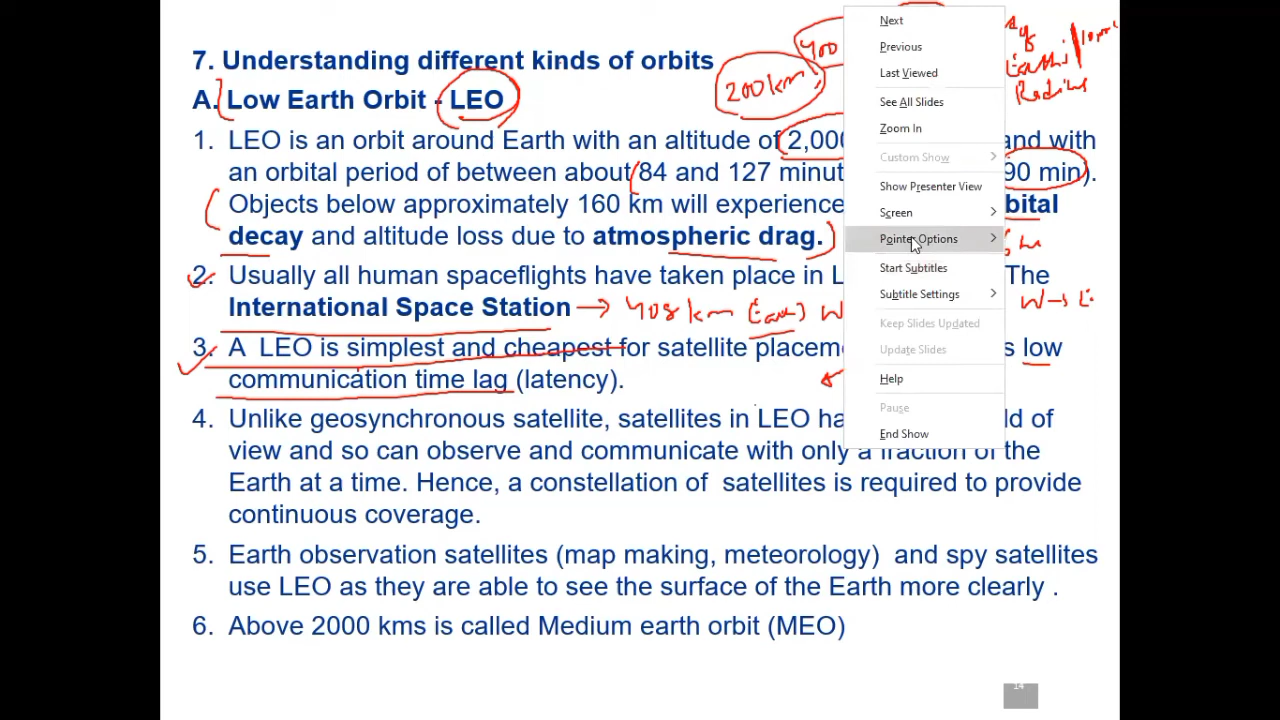 7. Understanding different kinds of orbits
400
200km
Earth's
Radius
A. Low Earth Orbit - LEO
1. LEO is an orbit around Earth with an altitude of 2,000 and with
an orbital period of between about 84 and 127 minut 90 min).
Objects below approximately 160 km will experience bital
decay and altitude loss due to atmospheric drag.
2. Usually all human spaceflights have taken place in L The
International Space Station → 408 km (Earth) W W→E
3. A LEO is simplest and cheapest for satellite placeme s low
communication time lag (latency).
4. Unlike geosynchronous satellite, satellites in LEO ha ld of
view and so can observe and communicate with only a fraction of the
Earth at a time. Hence, a constellation of satellites is required to provide
continuous coverage.
5. Earth observation satellites (map making, meteorology) and spy satellites
use LEO as they are able to see the surface of the Earth more clearly .
6. Above 2000 kms is called Medium earth orbit (MEO)
14
Next
Previous
Last Viewed
See All Slides
Zoom In
Custom Show
Show Presenter View
Screen
Pointer Options
Start Subtitles
Subtitle Settings
Keep Slides Updated
Update Slides
Help
Pause
End Show